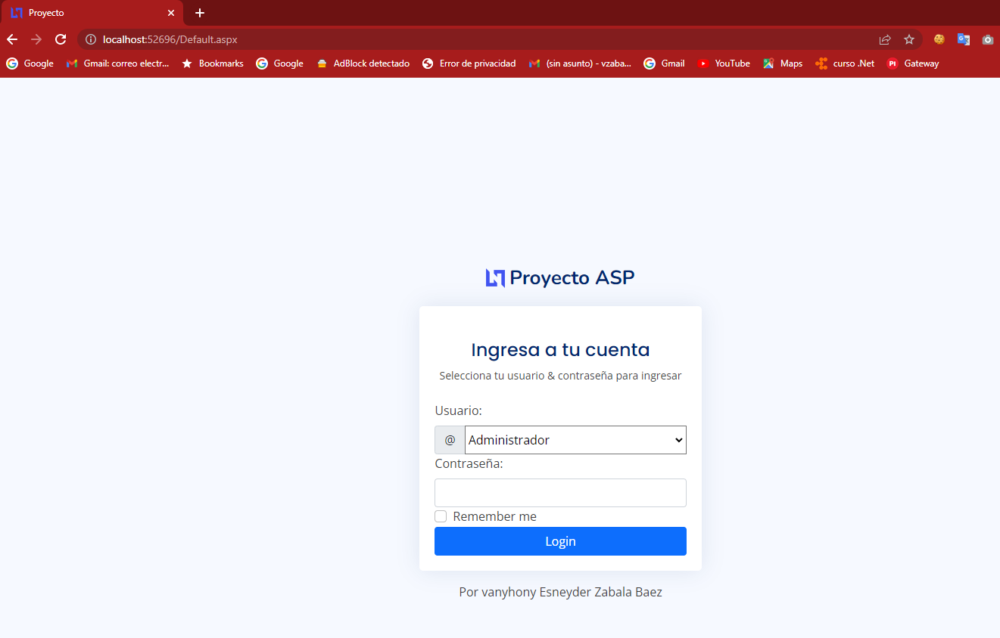 Proyecto
localhost:52696/Default.aspx
Google Gmail: correo electr... Bookmarks Google AdBlock detectado Error de privacidad (sin asunto) - vzaba... Gmail YouTube Maps curso .Net PI Gateway
Proyecto ASP
Ingresa a tu cuenta
Selecciona tu usuario & contraseña para ingresar
Usuario:
@ Administrador
Contraseña:
Remember me
Login
Por vanyhony Esneyder Zabala Baez